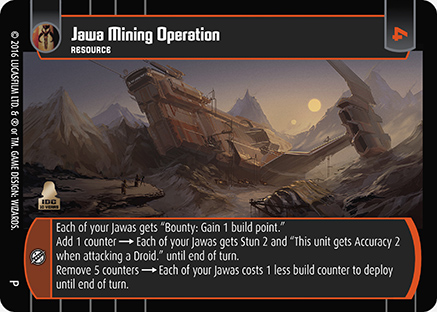 Jawa Mining Operation
RESOURCE
4
© 2016 LUCASFILM LTD. & ® or TM. GAME DESIGN: WIZARDS.
IDC
10 YEARS
Each of your Jawas gets “Bounty: Gain 1 build point.”
Add 1 counter → Each of your Jawas gets Stun 2 and “This unit gets Accuracy 2
when attacking a Droid.” until end of turn.
Remove 5 counters → Each of your Jawas costs 1 less build counter to deploy
until end of turn.
P